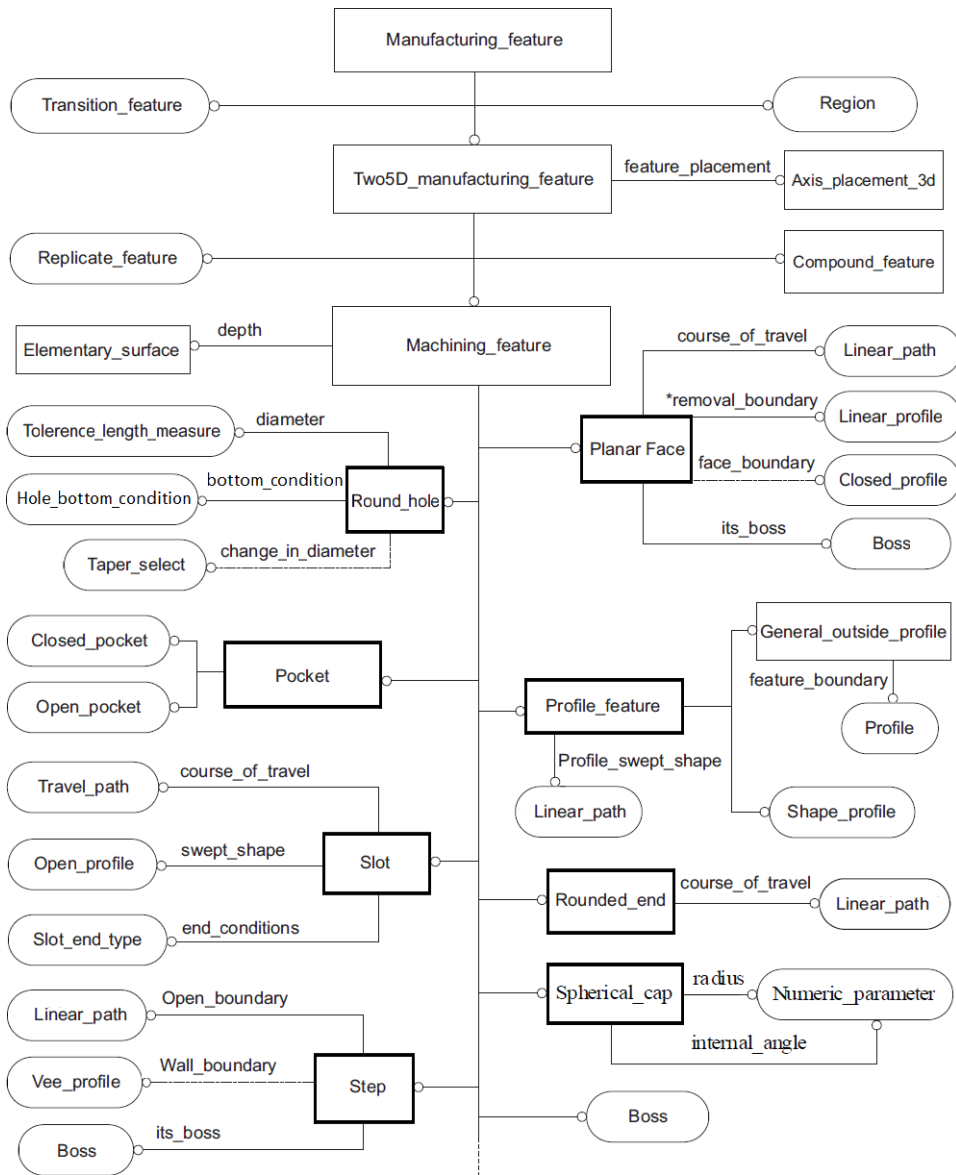 Manufacturing_feature
Transition_feature
Region
feature_placement
Two5D_manufacturing_feature
Axis_placement_3d
Replicate_feature
Compound_feature
depth
Elementary_surface
Machining_feature
course_of_travel
Linear_path
*removal_boundary
Linear_profile
Planar Face
face_boundary
Closed_profile
its_boss
Boss
diameter
Tolerence_length_measure
bottom_condition
Hole_bottom_condition
Round_hole
change_in_diameter
Taper_select
Closed_pocket
Pocket
Open_pocket
General_outside_profile
feature_boundary
Profile_feature
Profile
Profile_swept_shape
Linear_path
Shape_profile
course_of_travel
Travel_path
swept_shape
Open_profile
Slot
end_conditions
Slot_end_type
Rounded_end
course_of_travel
Linear_path
Spherical_cap
radius
Numeric_parameter
internal_angle
Open_boundary
Linear_path
Wall_boundary
Vee_profile
Step
its_boss
Boss
Boss